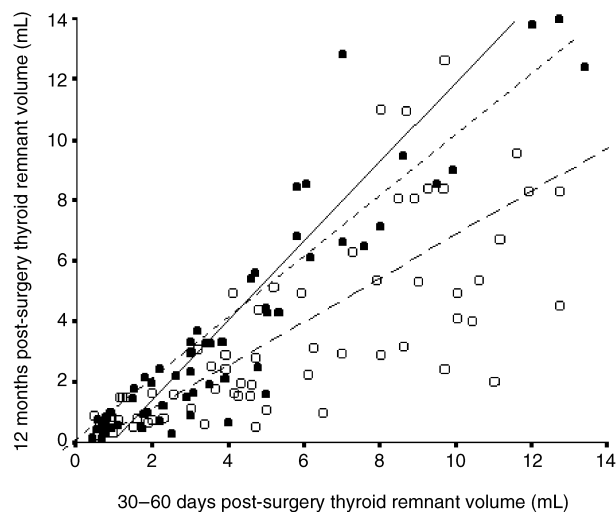 12 months post-surgery thyroid remnant volume (mL)
14
12
10
8
6
4
2
0
0 2 4 6 8 10 12 14
30–60 days post-surgery thyroid remnant volume (mL)